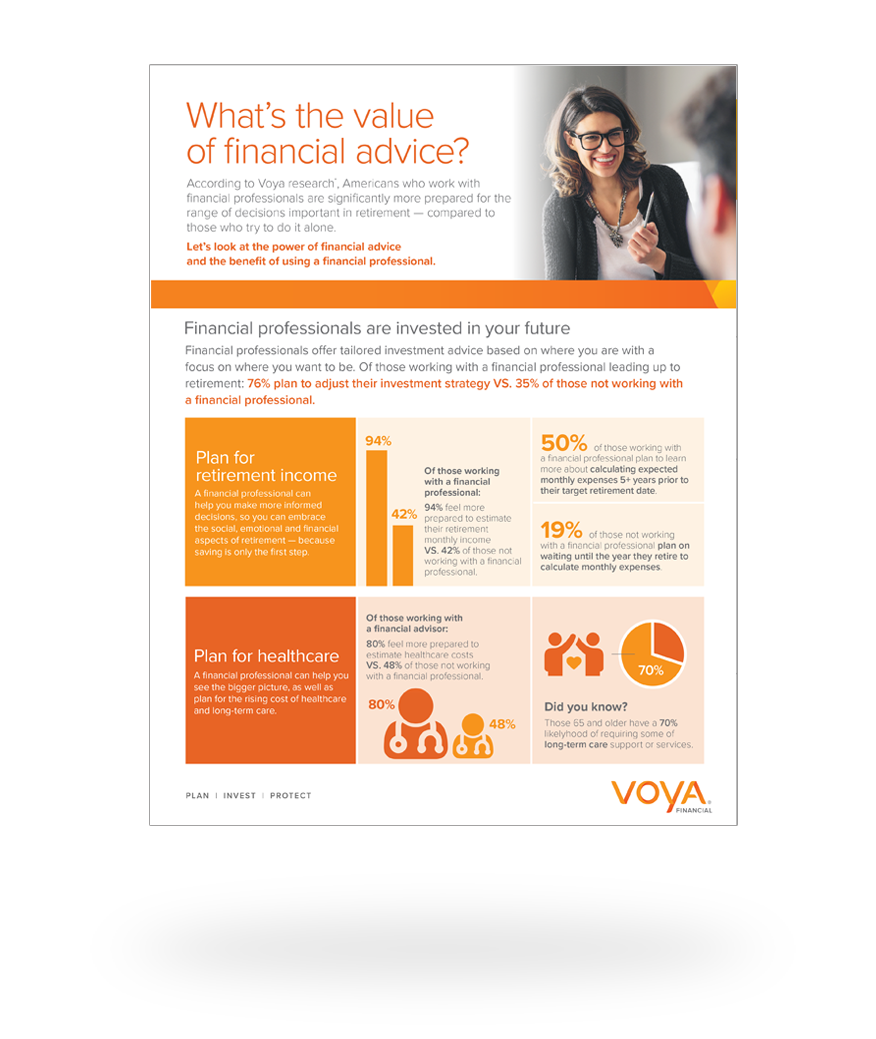 What's the value
of financial advice?
According to Voya research*, Americans who work with
financial professionals are significantly more prepared for the
range of decisions important in retirement — compared to
those who try to do it alone.
Let's look at the power of financial advice
and the benefit of using a financial professional.
Financial professionals are invested in your future
Financial professionals offer tailored investment advice based on where you are with a
focus on where you want to be. Of those working with a financial professional leading up to
retirement: 76% plan to adjust their investment strategy VS. 35% of those not working with
a financial professional.
Plan for
retirement income
A financial professional can
help you make more informed
decisions, so you can embrace
the social, emotional and financial
aspects of retirement — because
saving is only the first step.
94%
42%
Of those working
with a financial
professional:
94% feel more
prepared to estimate
their retirement
monthly income
VS. 42% of those not
working with a financial
professional.
50% of those working with
a financial professional plan to learn
more about calculating expected
monthly expenses 5+ years prior to
their target retirement date.
19% of those not working
with a financial professional plan on
waiting until the year they retire to
calculate monthly expenses.
Plan for healthcare
A financial professional can help you
see the bigger picture, as well as
plan for the rising cost of healthcare
and long-term care.
Of those working with
a financial advisor:
80% feel more prepared to
estimate healthcare costs
VS. 48% of those not working
with a financial professional.
80%
48%
70%
Did you know?
Those 65 and older have a 70%
likelyhood of requiring some of
long-term care support or services.
PLAN | INVEST | PROTECT
VOYA®
FINANCIAL